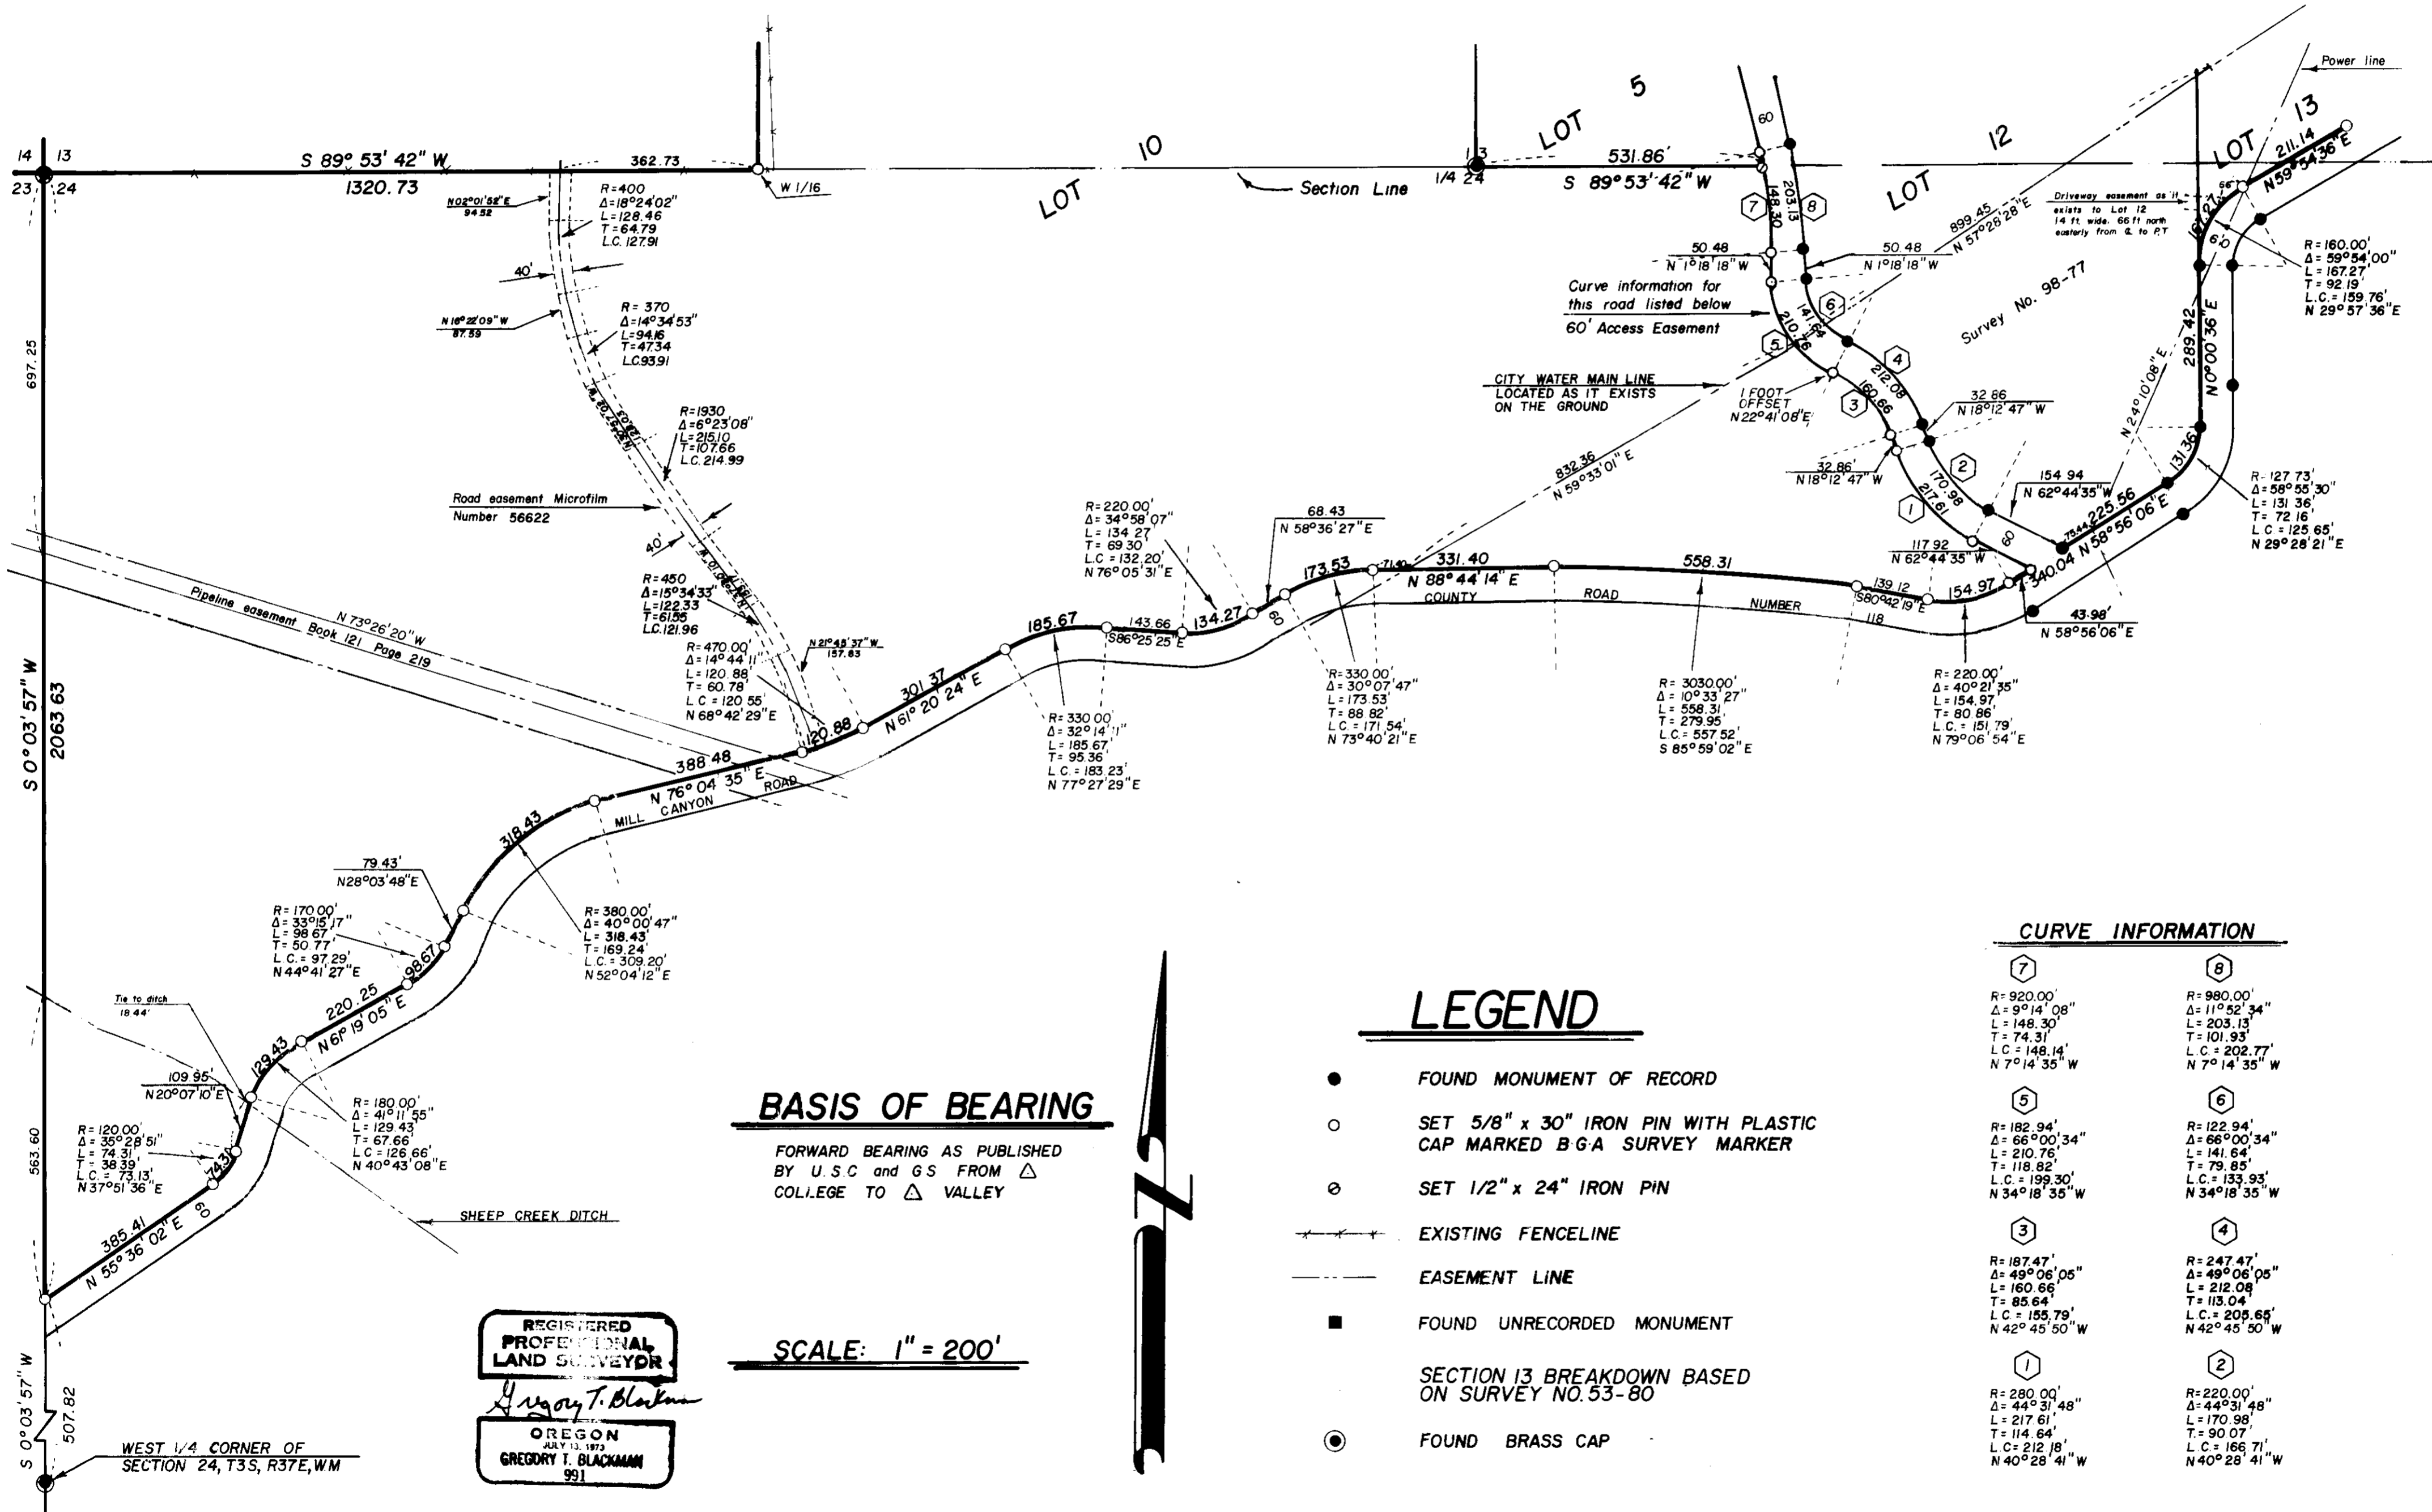 14 13
23 24
S 89° 53' 42" W
1320.73
362.73
W 1/16
LOT 10
Section Line
1/4 24
LOT 5
531.86'
S 89°53'42"W
60
LOT 12
LOT 13
Power line
211.14
N59°54'36"E
66'
167.27
60
Driveway easement as it
exists to Lot 12
14 ft. wide. 66 ft north
easterly from ℄ to P.T
R=160.00'
Δ=59°54'00"
L=167.27'
T= 92.19'
L.C.=159.76'
N 29°57'36"E
899.45
N 57°28'28"E
Survey No. 98-77
N 24°10'08"E
289.42
N 0°00'36"E
131.36
R=127.73'
Δ=58°55'30"
L=131.36'
T= 72.16'
L.C=125.65'
N 29°28'21"E
N02°01'52"E
94.52
R=400
Δ=18°24'02"
L=128.46
T=64.79
L.C. 127.91
40'
N16°22'09"W
87.59
R= 370
Δ=14°34'53"
L=94.16
T=47.34
L.C.93.91
128.03
R=1930
Δ=6°23'08"
L=215.10
T=107.66
L.C. 214.99
Road easement Microfilm
Number 56622
40'
R=450
Δ=15°34'33"
L=122.33
T=61.55
L.C.121.96
N 21°45'37"W
157.83
7
148.30
203.13
8
50.48
N 1°18'18"W
50.48
N 1°18'18"W
Curve information for
this road listed below
60' Access Easement
5
210.76
141.64
6
CITY WATER MAIN LINE
LOCATED AS IT EXISTS
ON THE GROUND
1 FOOT
OFFSET
N22°41'08"E
3
160.66
212.08
4
32.86
N 18°12'47"W
32.86'
N18°12'47"W
832.36
N 59°33'01"E
1
217.61
170.98
2
154.94
N 62°44'35"W
117.92
N 62°44'35"W
60
75.44
225.56
340.04 N 58°56'06"E
43.98'
N 58°56'06"E
697.25
S 0°03'57"W
2063.63
563.60
S 0°03'57"W
507.82
N 73°26'20"W
Pipeline easement Book 121 Page 219
R=220.00'
Δ=34°58'07"
L= 134.27'
T= 69.30'
L.C.=132.20'
N 76°05'31"E
68.43
N 58°36'27"E
173.53
71.40
331.40
N 88°44'14"E
558.31
139.12
S80°42'19"E
154.97
COUNTY ROAD NUMBER 118
134.27
60
185.67
143.66
S86°25'25"E
301.37
N 61°20'24"E
R=470.00'
Δ=14°44'11"
L=120.88'
T= 60.78'
L.C.=120.55'
N 68°42'29"E
120.88
388.48
N 76°04'35"E
MILL CANYON ROAD
R=330.00'
Δ=32°14'11"
L=185.67'
T=95.36'
L.C.=183.23'
N 77°27'29"E
R=330.00'
Δ=30°07'47"
L=173.53'
T= 88.82'
L.C.=171.54'
N 73°40'21"E
R= 3030.00'
Δ=10°33'27"
L=558.31'
T=279.95'
L.C.=557.52'
S 85°59'02"E
R=220.00'
Δ=40°21'35"
L=154.97'
T= 80.86'
L.C.=151.79'
N 79°06'54"E
318.43
79.43'
N28°03'48"E
R=170.00'
Δ=33°15'17"
L=98.67'
T=50.77'
L.C.=97.29'
N44°41'27"E
98.67
R=380.00'
Δ=40°00'47"
L=318.43'
T=169.24'
L.C.=309.20'
N52°04'12"E
Tie to ditch
18.44'
220.25
N61°19'05"E
129.43
109.95'
N20°07'10"E
R= 180.00'
Δ=41°11'55"
L=129.43'
T=67.66'
L.C=126.66'
N 40°43'08"E
R=120.00'
Δ=35°28'51"
L=74.31'
T=38.39'
L.C.=73.13'
N37°51'36"E
74.31
385.41
N 55°36'02"E
60
SHEEP CREEK DITCH
WEST 1/4 CORNER OF
SECTION 24, T3S, R37E, WM
BASIS OF BEARING
FORWARD BEARING AS PUBLISHED
BY U.S.C and G S FROM △
COLLEGE TO △ VALLEY
SCALE: 1" = 200'
REGISTERED
PROFESSIONAL
LAND SURVEYOR
Gregory T. Blackman
OREGON
JULY 13, 1973
GREGORY T. BLACKMAN
991
LEGEND
FOUND MONUMENT OF RECORD
SET 5/8" x 30" IRON PIN WITH PLASTIC
CAP MARKED B·G·A SURVEY MARKER
SET 1/2" x 24" IRON PIN
EXISTING FENCELINE
EASEMENT LINE
FOUND UNRECORDED MONUMENT
SECTION 13 BREAKDOWN BASED
ON SURVEY NO. 53-80
FOUND BRASS CAP
CURVE INFORMATION
7
R= 920.00'
Δ=9°14'08"
L=148.30'
T= 74.31'
L.C=148.14'
N 7°14'35"W
8
R=980.00'
Δ=11°52'34"
L=203.13'
T=101.93'
L.C.=202.77'
N 7°14'35"W
5
R=182.94'
Δ=66°00'34"
L=210.76'
T=118.82'
L.C.=199.30'
N 34°18'35"W
6
R=122.94'
Δ=66°00'34"
L=141.64'
T=79.85'
L.C.=133.93'
N 34°18'35"W
3
R=187.47'
Δ=49°06'05"
L=160.66'
T=85.64'
L.C=155.79'
N 42°45'50"W
4
R=247.47'
Δ=49°06'05"
L=212.08'
T=113.04'
L.C.=205.65'
N 42°45'50"W
1
R=280.00'
Δ=44°31'48"
L=217.61'
T=114.64'
L.C=212.18'
N40°28'41"W
2
R=220.00'
Δ=44°31'48"
L=170.98'
T.=90.07'
L.C.=166.71'
N40°28'41"W